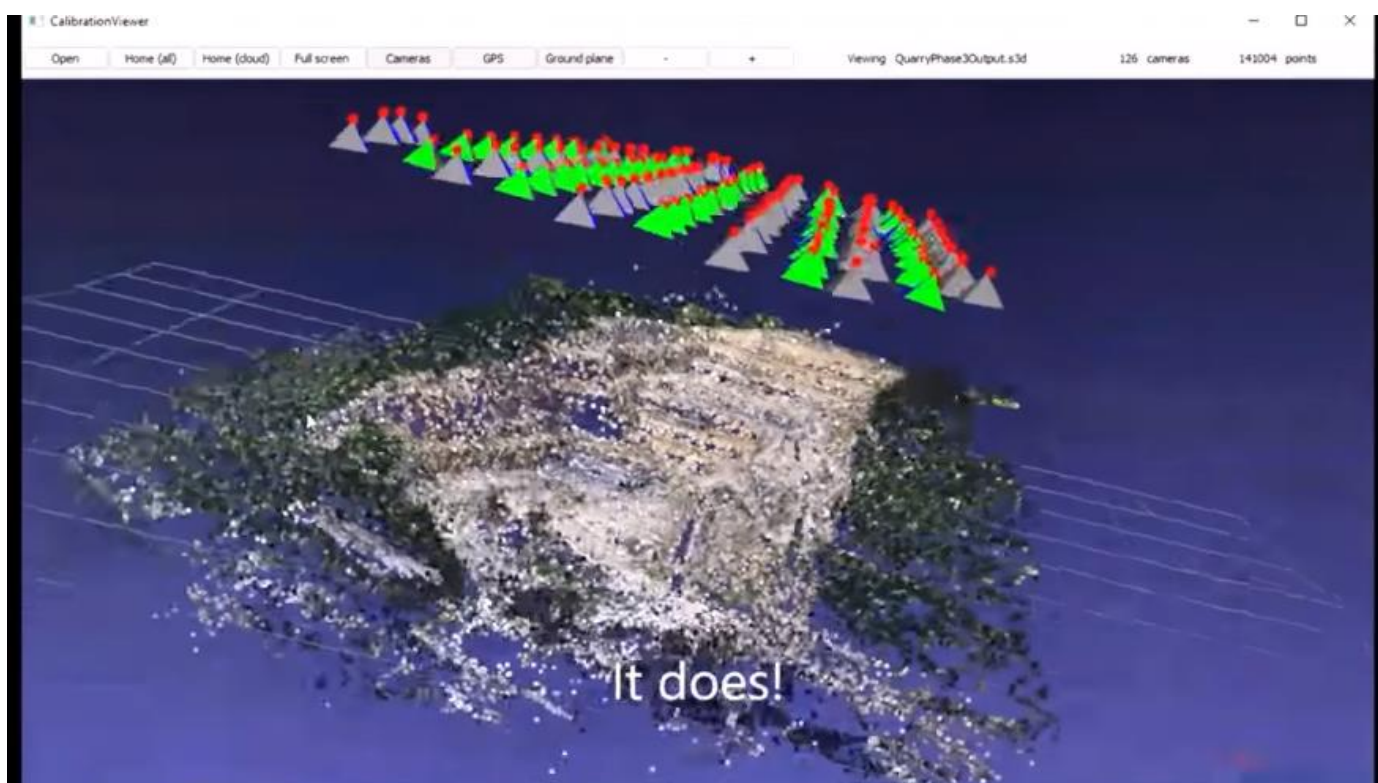 CalibrationViewer
Open Home (all) Home (cloud) Full screen Cameras GPS Ground plane - + Viewing QuarryPhase3Output.s3d 126 cameras 141004 points
It does!